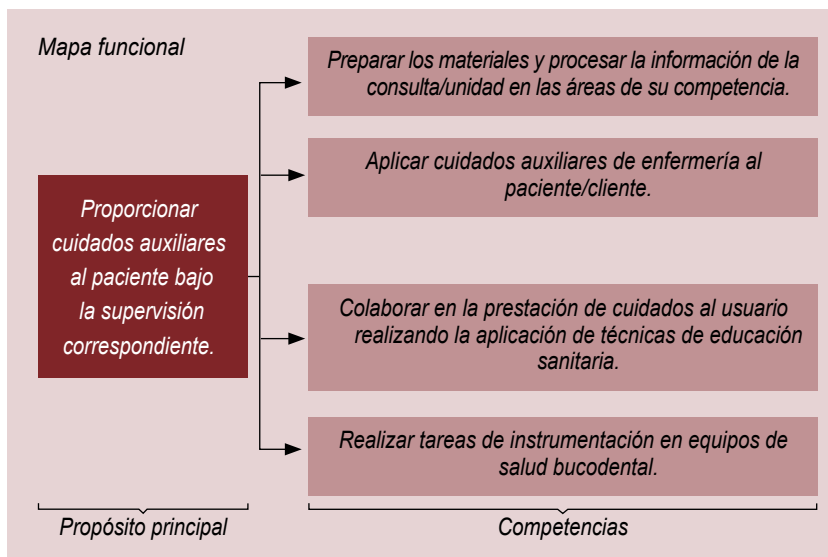 Mapa funcional
Preparar los materiales y procesar la información de la
consulta/unidad en las áreas de su competencia.
Aplicar cuidados auxiliares de enfermería al
paciente/cliente.
Proporcionar
cuidados auxiliares
al paciente bajo
la supervisión
correspondiente.
Colaborar en la prestación de cuidados al usuario
realizando la aplicación de técnicas de educación
sanitaria.
Realizar tareas de instrumentación en equipos de
salud bucodental.
Propósito principal
Competencias